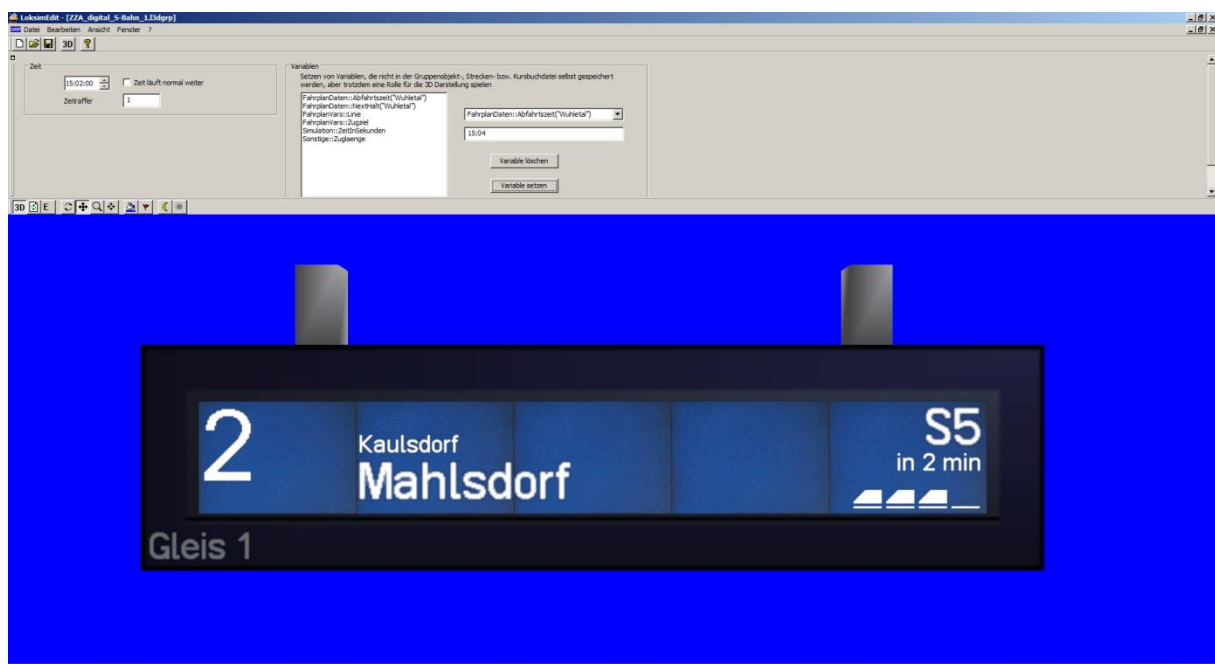 LoksimEdit - [ZZA_digital_S-Bahn_1.l3dgrp]
Datei Bearbeiten Ansicht Fenster ?
3D
Zeit
15:02:00
Zeit läuft normal weiter
Zeitraffer
1
Variablen
Setzen von Variablen, die nicht in der Gruppenobjekt-, Strecken- bzw. Kursbuchdatei selbst gespeichert
werden, aber trotzdem eine Rolle für die 3D Darstellung spielen
FahrplanDaten::Abfahrtszeit("Wuhletal")
FahrplanDaten::NextHalt("Wuhletal")
FahrplanVars::Linie
FahrplanVars::Zugziel
Simulation::ZeitInSekunden
Sonstige::Zuglaenge
FahrplanDaten::Abfahrtszeit("Wuhletal")
15:04
Variable löschen
Variable setzen
3D E
2
Kaulsdorf
Mahlsdorf
S5
in 2 min
Gleis 1